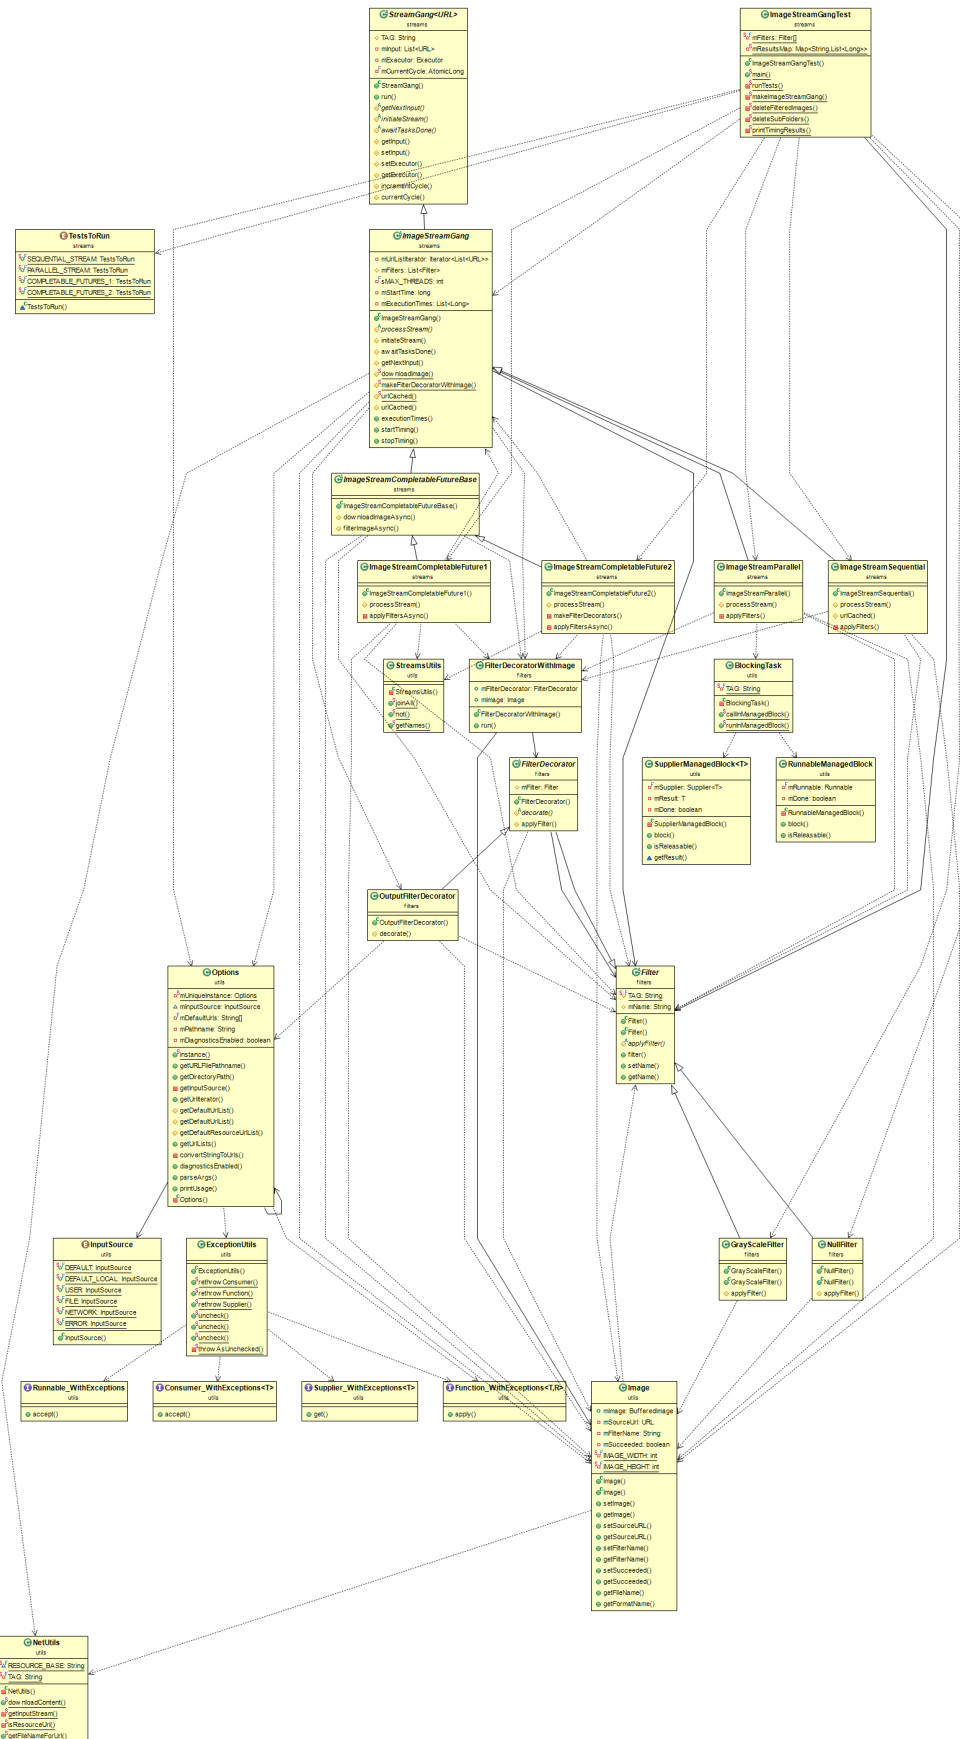 StreamGang<URL>
streams
TAG: String
mInput: List<URL>
mExecutor: Executor
mCurrentCycle: AtomicLong
StreamGang()
run()
getNextInput()
initiateStream()
awaitTasksDone()
getInput()
setInput()
setExecutor()
getExecutor()
incrementCycle()
currentCycle()
ImageStreamGangTest
streams
mFilters: Filter[]
mResultsMap: Map<String,List<Long>>
ImageStreamGangTest()
main()
runTests()
makeImageStreamGang()
deleteFilteredImages()
deleteSubFolders()
printTimingResults()
TestsToRun
streams
SEQUENTIAL_STREAM: TestsToRun
PARALLEL_STREAM: TestsToRun
COMPLETABLE_FUTURES_1: TestsToRun
COMPLETABLE_FUTURES_2: TestsToRun
TestsToRun()
ImageStreamGang
streams
mUrlListIterator: Iterator<List<URL>>
mFilters: List<Filter>
sMAX_THREADS: int
mStartTime: long
mExecutionTimes: List<Long>
ImageStreamGang()
processStream()
initiateStream()
awaitTasksDone()
getNextInput()
downloadImage()
makeFilterDecoratorWithImage()
urlCached()
urlCached()
executionTimes()
startTiming()
stopTiming()
ImageStreamCompletableFutureBase
streams
ImageStreamCompletableFutureBase()
downloadImageAsync()
filterImageAsync()
ImageStreamCompletableFuture1
streams
ImageStreamCompletableFuture1()
processStream()
applyFiltersAsync()
ImageStreamCompletableFuture2
streams
ImageStreamCompletableFuture2()
processStream()
makeFilterDecorators()
applyFiltersAsync()
ImageStreamParallel
streams
ImageStreamParallel()
processStream()
applyFilters()
ImageStreamSequential
streams
ImageStreamSequential()
processStream()
urlCached()
applyFilters()
StreamsUtils
utils
StreamsUtils()
joinAll()
not()
getNames()
FilterDecoratorWithImage
filters
mFilterDecorator: FilterDecorator
mImage: Image
FilterDecoratorWithImage()
run()
BlockingTask
utils
TAG: String
BlockingTask()
callInManagedBlock()
runInManagedBlock()
FilterDecorator
filters
mFilter: Filter
FilterDecorator()
decorate()
applyFilter()
SupplierManagedBlock<T>
utils
mSupplier: Supplier<T>
mResult: T
mDone: boolean
SupplierManagedBlock()
block()
isReleasable()
getResult()
RunnableManagedBlock
utils
mRunnable: Runnable
mDone: boolean
RunnableManagedBlock()
block()
isReleasable()
OutputFilterDecorator
filters
OutputFilterDecorator()
decorate()
Options
utils
mUniqueInstance: Options
mInputSource: InputSource
mDefaultUrls: String[]
mPathname: String
mDiagnosticsEnabled: boolean
instance()
getURLFilePathname()
getDirectoryPath()
getInputSource()
getUrlIterator()
getDefaultUrlList()
getDefaultUrlList()
getDefaultResourceUrlList()
getUrlLists()
convertStringToUrls()
diagnosticsEnabled()
parseArgs()
printUsage()
Options()
Filter
filters
TAG: String
mName: String
Filter()
Filter()
applyFilter()
filter()
setName()
getName()
InputSource
utils
DEFAULT: InputSource
DEFAULT_LOCAL: InputSource
USER: InputSource
FILE: InputSource
NETWORK: InputSource
ERROR: InputSource
InputSource()
ExceptionUtils
utils
ExceptionUtils()
rethrowConsumer()
rethrowFunction()
rethrowSupplier()
uncheck()
uncheck()
uncheck()
throwAsUnchecked()
GrayScaleFilter
filters
GrayScaleFilter()
GrayScaleFilter()
applyFilter()
NullFilter
filters
NullFilter()
NullFilter()
applyFilter()
Runnable_WithExceptions
utils
accept()
Consumer_WithExceptions<T>
utils
accept()
Supplier_WithExceptions<T>
utils
get()
Function_WithExceptions<T,R>
utils
apply()
Image
utils
mImage: BufferedImage
mSourceUrl: URL
mFilterName: String
mSucceeded: boolean
IMAGE_WIDTH: int
IMAGE_HEIGHT: int
Image()
Image()
setImage()
getImage()
setSourceURL()
getSourceURL()
setFilterName()
getFilterName()
setSucceeded()
getSucceeded()
getFileName()
getFormatName()
NetUtils
utils
RESOURCE_BASE: String
TAG: String
NetUtils()
downloadContent()
getInputStream()
isResourceUrl()
getFileNameForUrl()